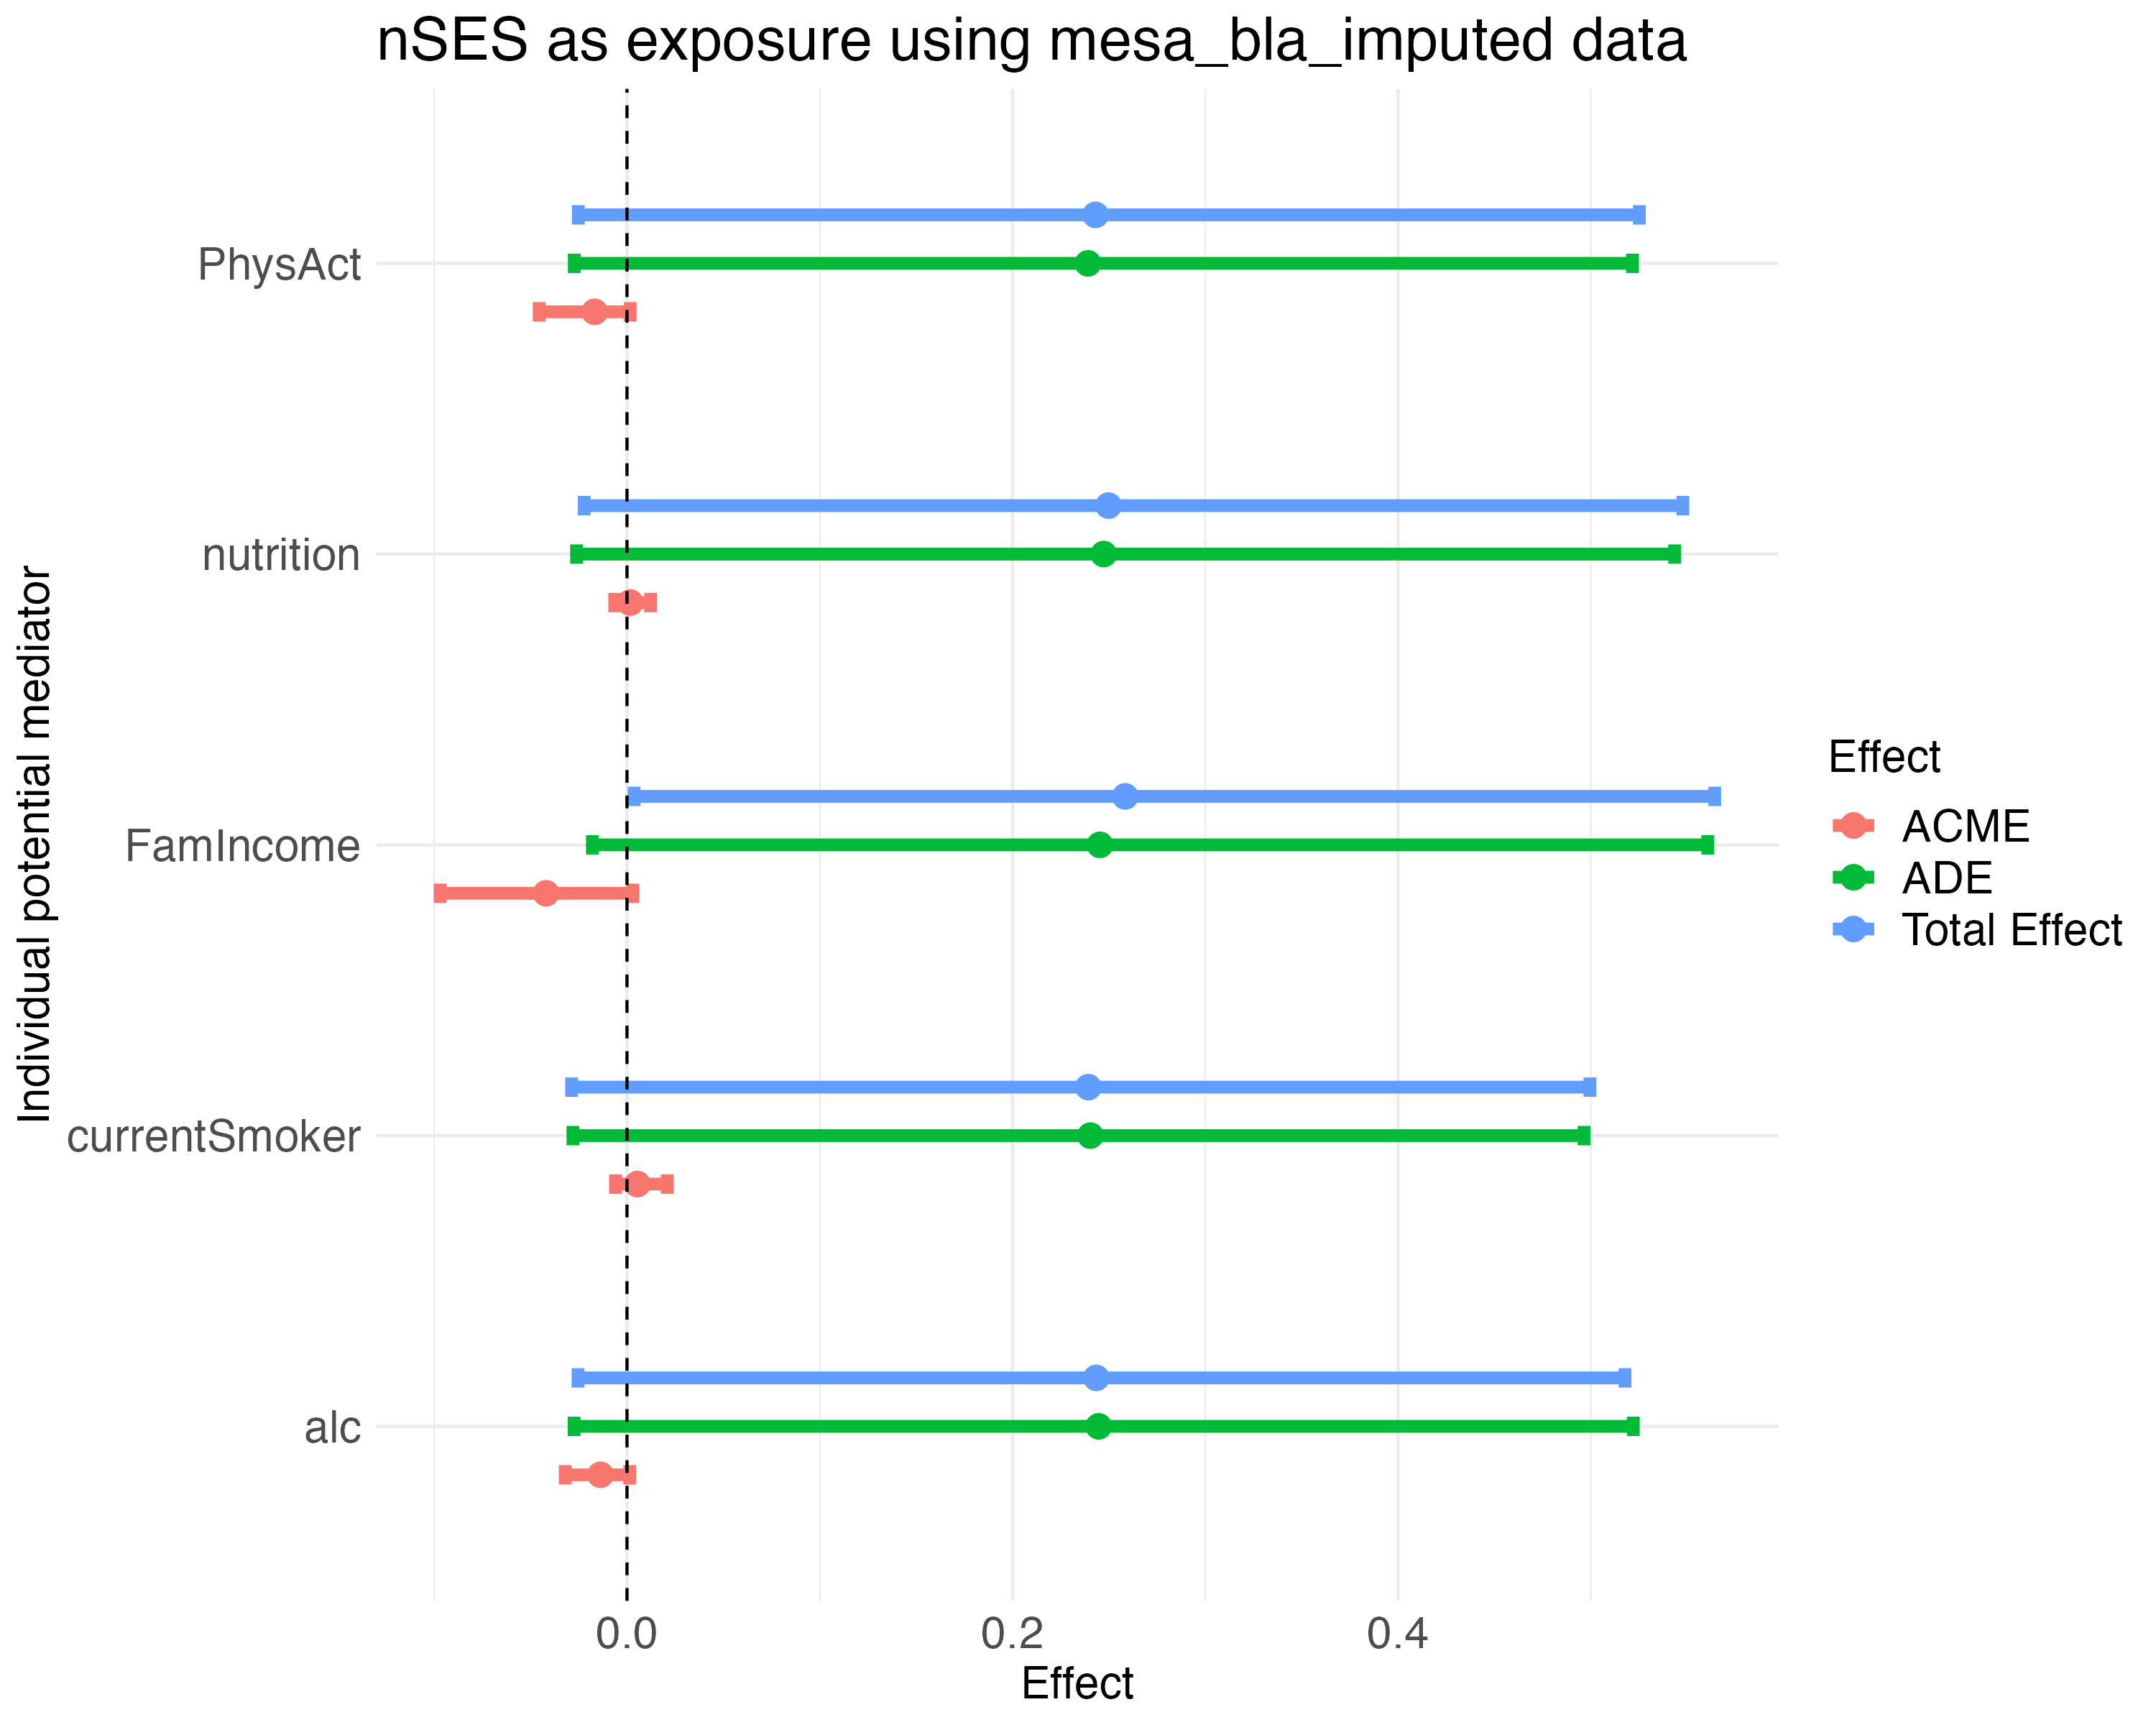 nSES as exposure using mesa_bla_imputed data
Individual potential mediator
PhysAct
nutrition
FamIncome
currentSmoker
alc
0.0 0.2 0.4
Effect
Effect
ACME
ADE
Total Effect